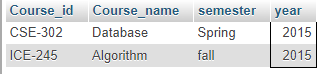 Course_id Course_name semester year
CSE-302 Database Spring 2015
ICE-245 Algorithm fall 2015